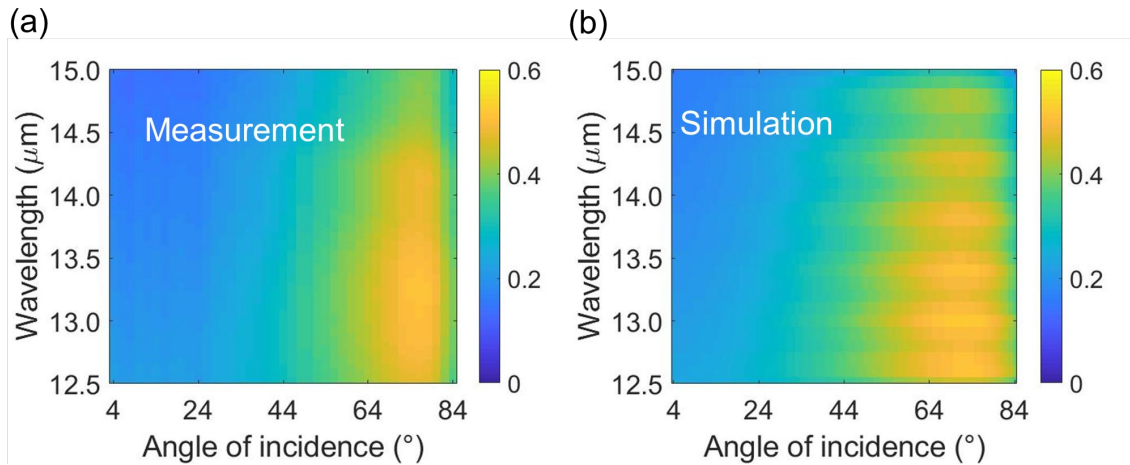 (a)
(b)
Measurement
Simulation
15.0
14.5
14.0
13.5
13.0
12.5
Wavelength (μm)
4 24 44 64 84
Angle of incidence (°)
0.6
0.4
0.2
0
15.0
14.5
14.0
13.5
13.0
12.5
Wavelength (μm)
4 24 44 64 84
Angle of incidence (°)
0.6
0.4
0.2
0